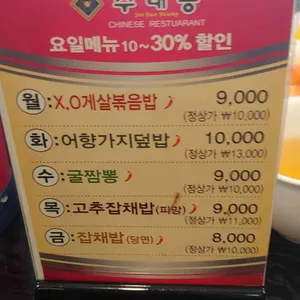 CHINESE RESTUARANT
요일메뉴 10~30% 할인
월:X.O게살볶음밥 9,000
(정상가 ₩10,000)
화:어향가지덮밥 10,000
(정상가 ₩13,000)
수:굴짬뽕 9,000
(정상가 ₩10,000)
목:고추잡채밥(피망) 9,000
(정상가 ₩11,000)
금:잡채밥(당면) 8,000
(정상가 ₩10,000)